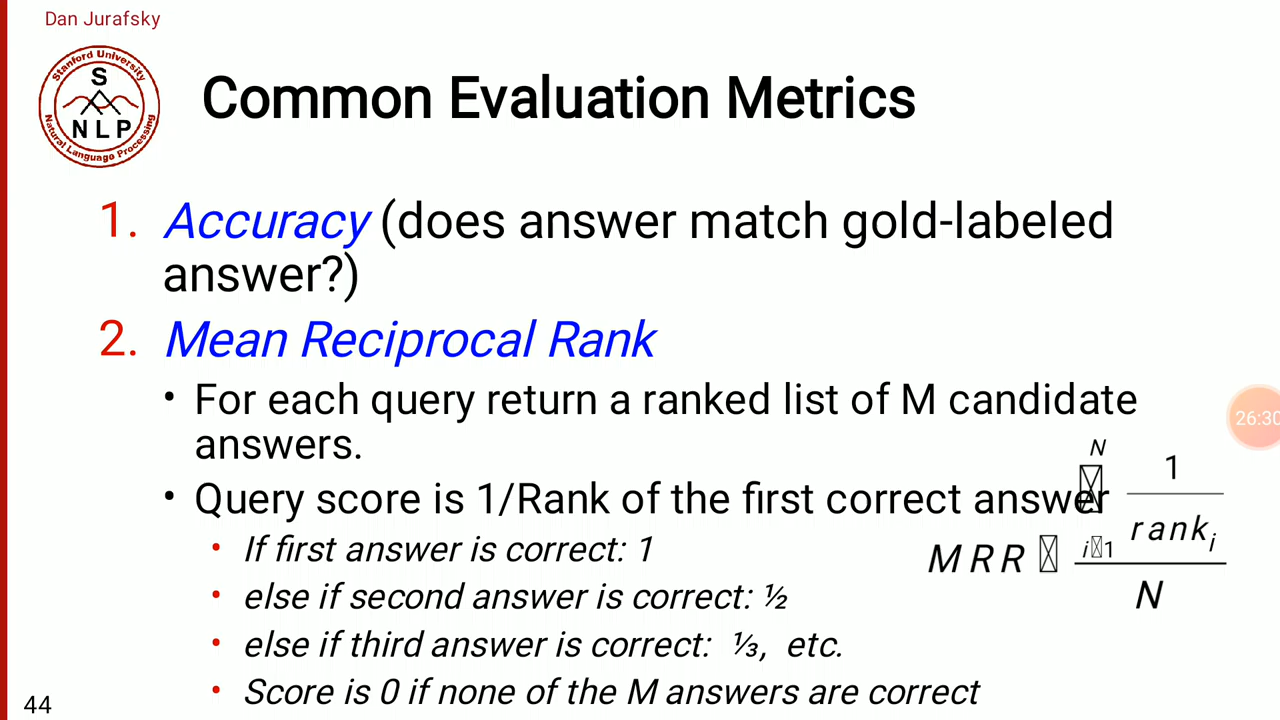 Dan Jurafsky
Stanford University
S
NLP
Natural Language Processing
Common Evaluation Metrics
1. Accuracy (does answer match gold-labeled
answer?)
2. Mean Reciprocal Rank
• For each query return a ranked list of M candidate
answers.
• Query score is 1/Rank of the first correct answer
• If first answer is correct: 1
• else if second answer is correct: ½
• else if third answer is correct: ⅓, etc.
• Score is 0 if none of the M answers are correct
N
1
rankᵢ
i 1
MRR
N
26:30
44